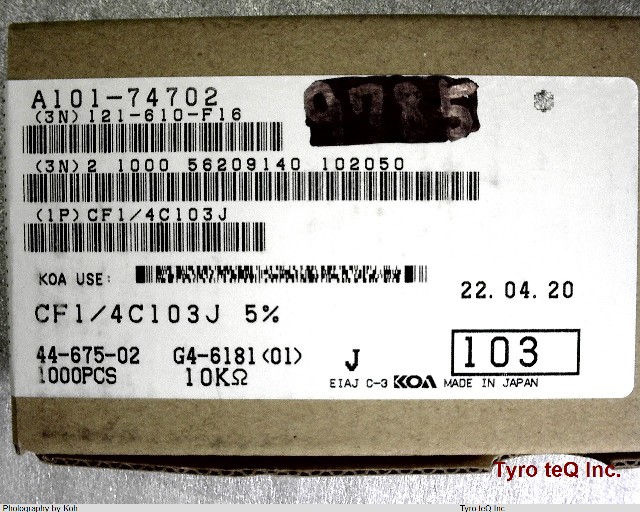 A101-74702
9785
(3N) 121-610-F16
(3N) 2 1000 56209140 102050
(1P) CF1/4C103J
KOA USE:
22. 04. 20
CF1/4C103J 5%
44-675-02 G4-6181(01) J 103
1000PCS 10KΩ EIAJ C-3 KOA MADE IN JAPAN
Tyro teQ Inc.
Photography by Koh Tyro teQ Inc